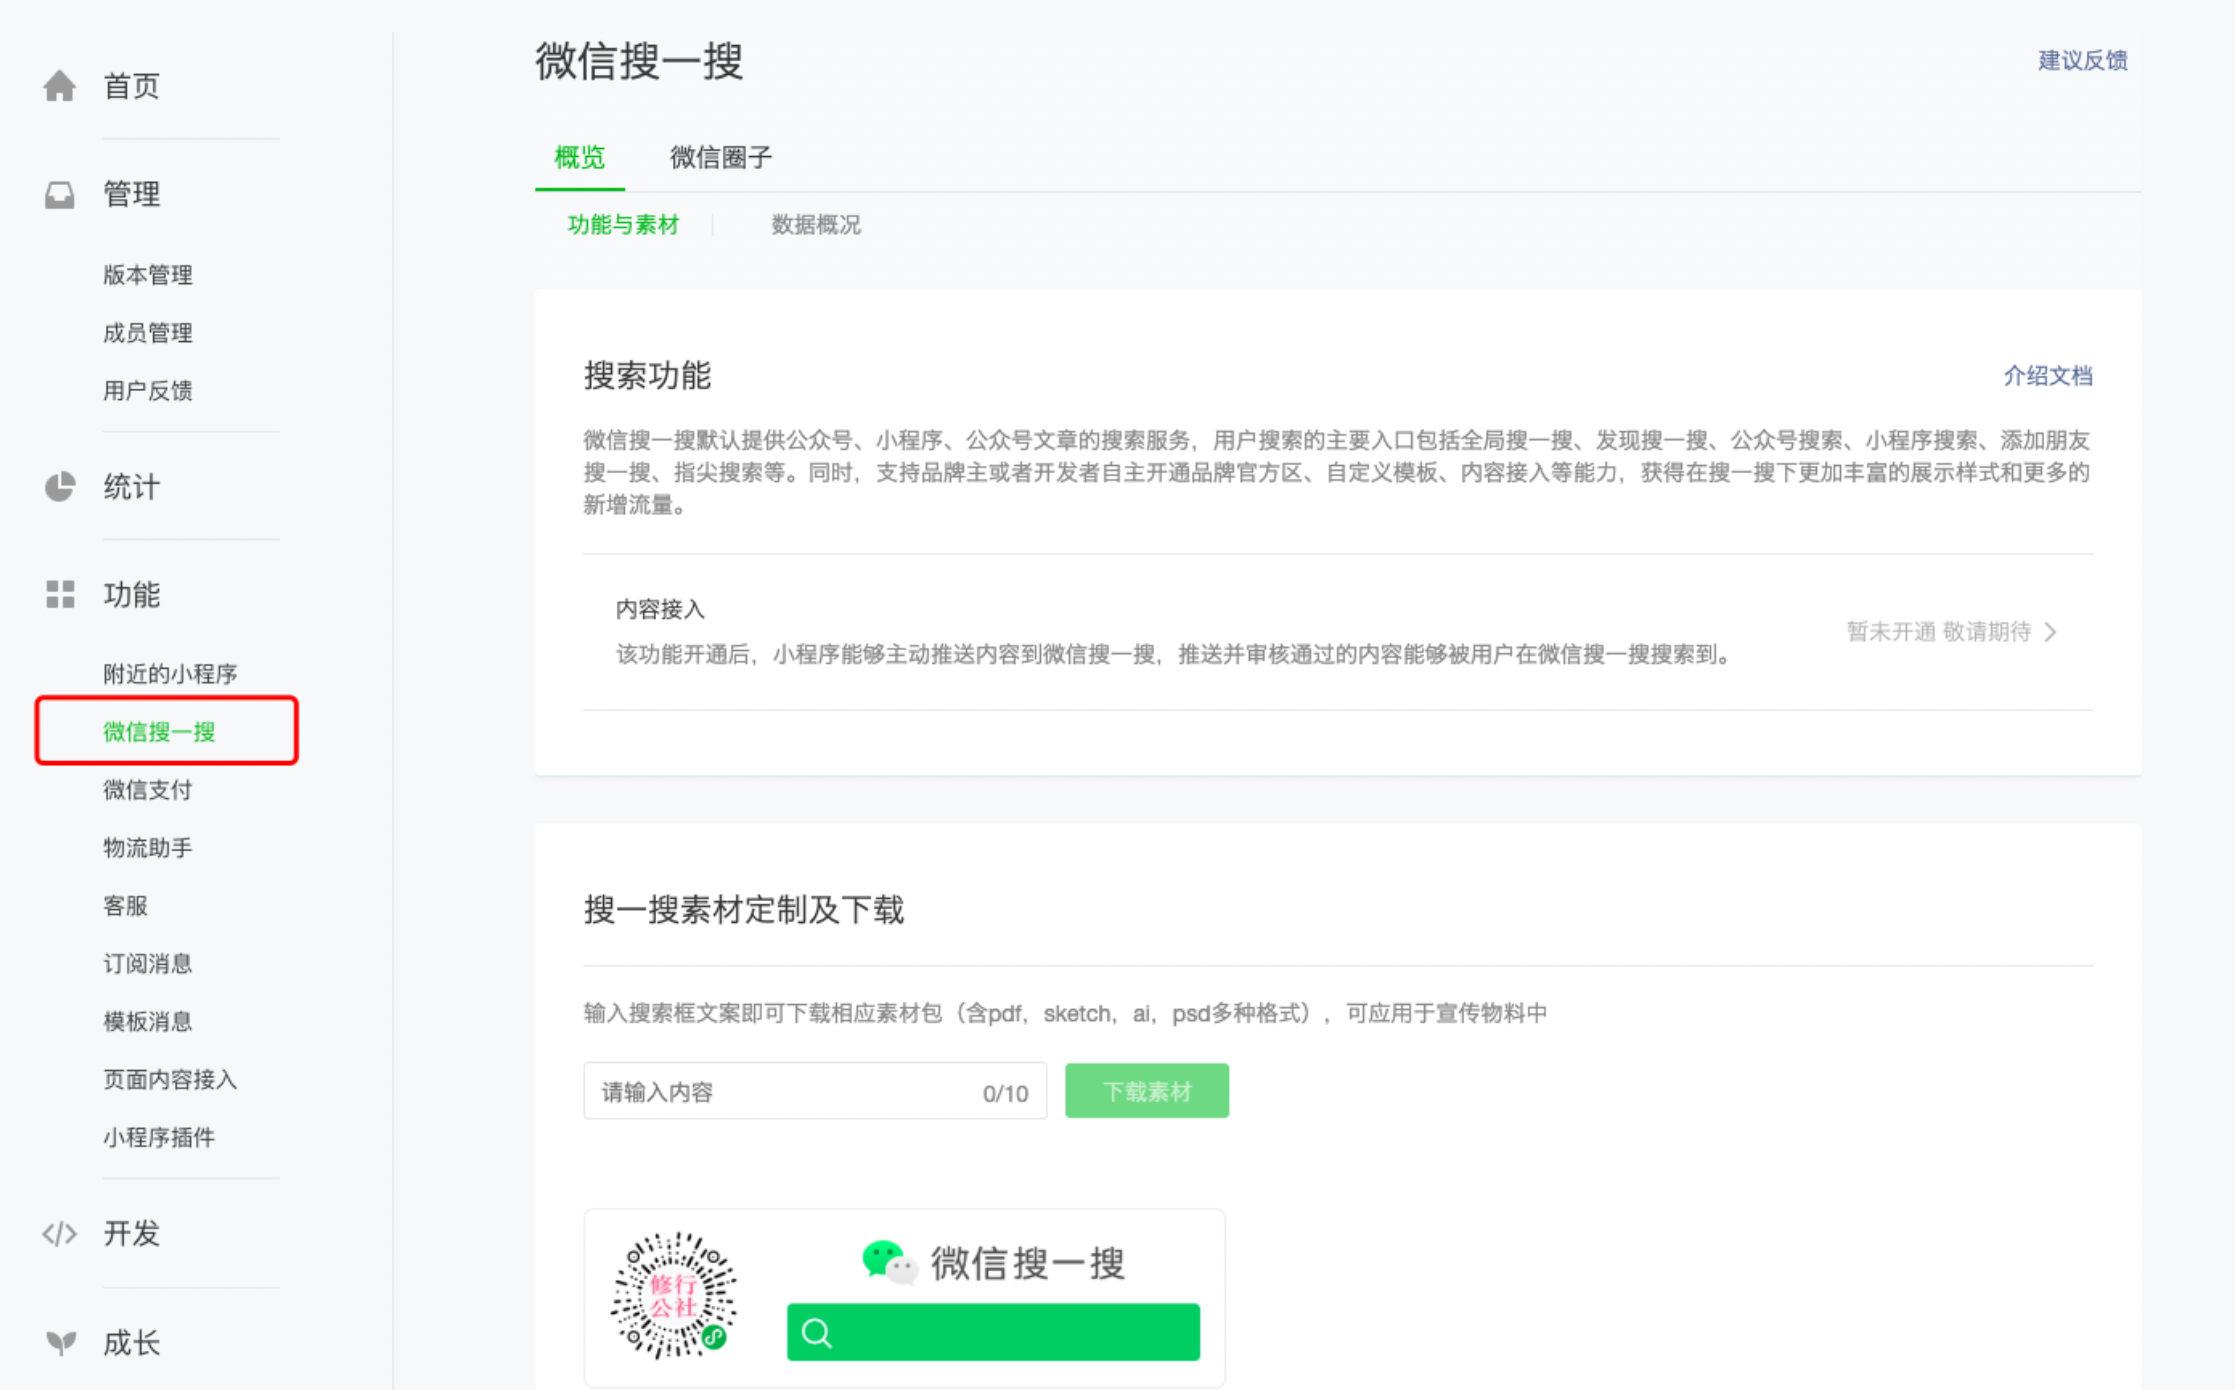 首页
管理
版本管理
成员管理
用户反馈
统计
功能
附近的小程序
微信搜一搜
微信支付
物流助手
客服
订阅消息
模板消息
页面内容接入
小程序插件
开发
成长
微信搜一搜
建议反馈
概览
微信圈子
功能与素材
数据概况
搜索功能
介绍文档
微信搜一搜默认提供公众号、小程序、公众号文章的搜索服务，用户搜索的主要入口包括全局搜一搜、发现搜一搜、公众号搜索、小程序搜索、添加朋友
搜一搜、指尖搜索等。同时，支持品牌主或者开发者自主开通品牌官方区、自定义模板、内容接入等能力，获得在搜一搜下更加丰富的展示样式和更多的
新增流量。
内容接入
该功能开通后，小程序能够主动推送内容到微信搜一搜，推送并审核通过的内容能够被用户在微信搜一搜搜索到。
暂未开通 敬请期待
搜一搜素材定制及下载
输入搜索框文案即可下载相应素材包（含pdf，sketch，ai，psd多种格式），可应用于宣传物料中
请输入内容
0/10
下载素材
修行
公社
微信搜一搜